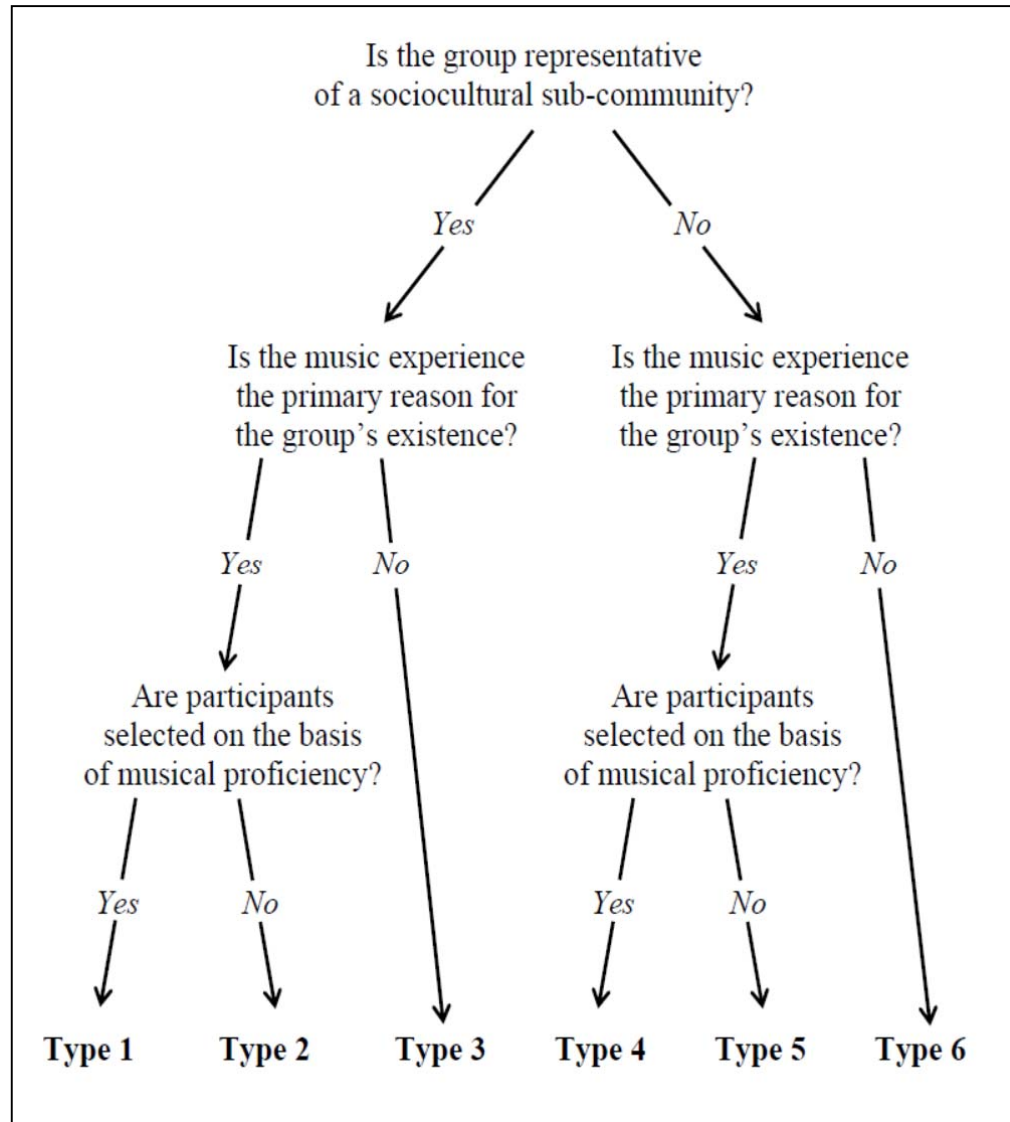 Is the group representative
of a sociocultural sub-community?
Yes
No
Is the music experience
the primary reason for
the group's existence?
Is the music experience
the primary reason for
the group's existence?
Yes
No
Yes
No
Are participants
selected on the basis
of musical proficiency?
Are participants
selected on the basis
of musical proficiency?
Yes
No
Yes
No
Type 1
Type 2
Type 3
Type 4
Type 5
Type 6